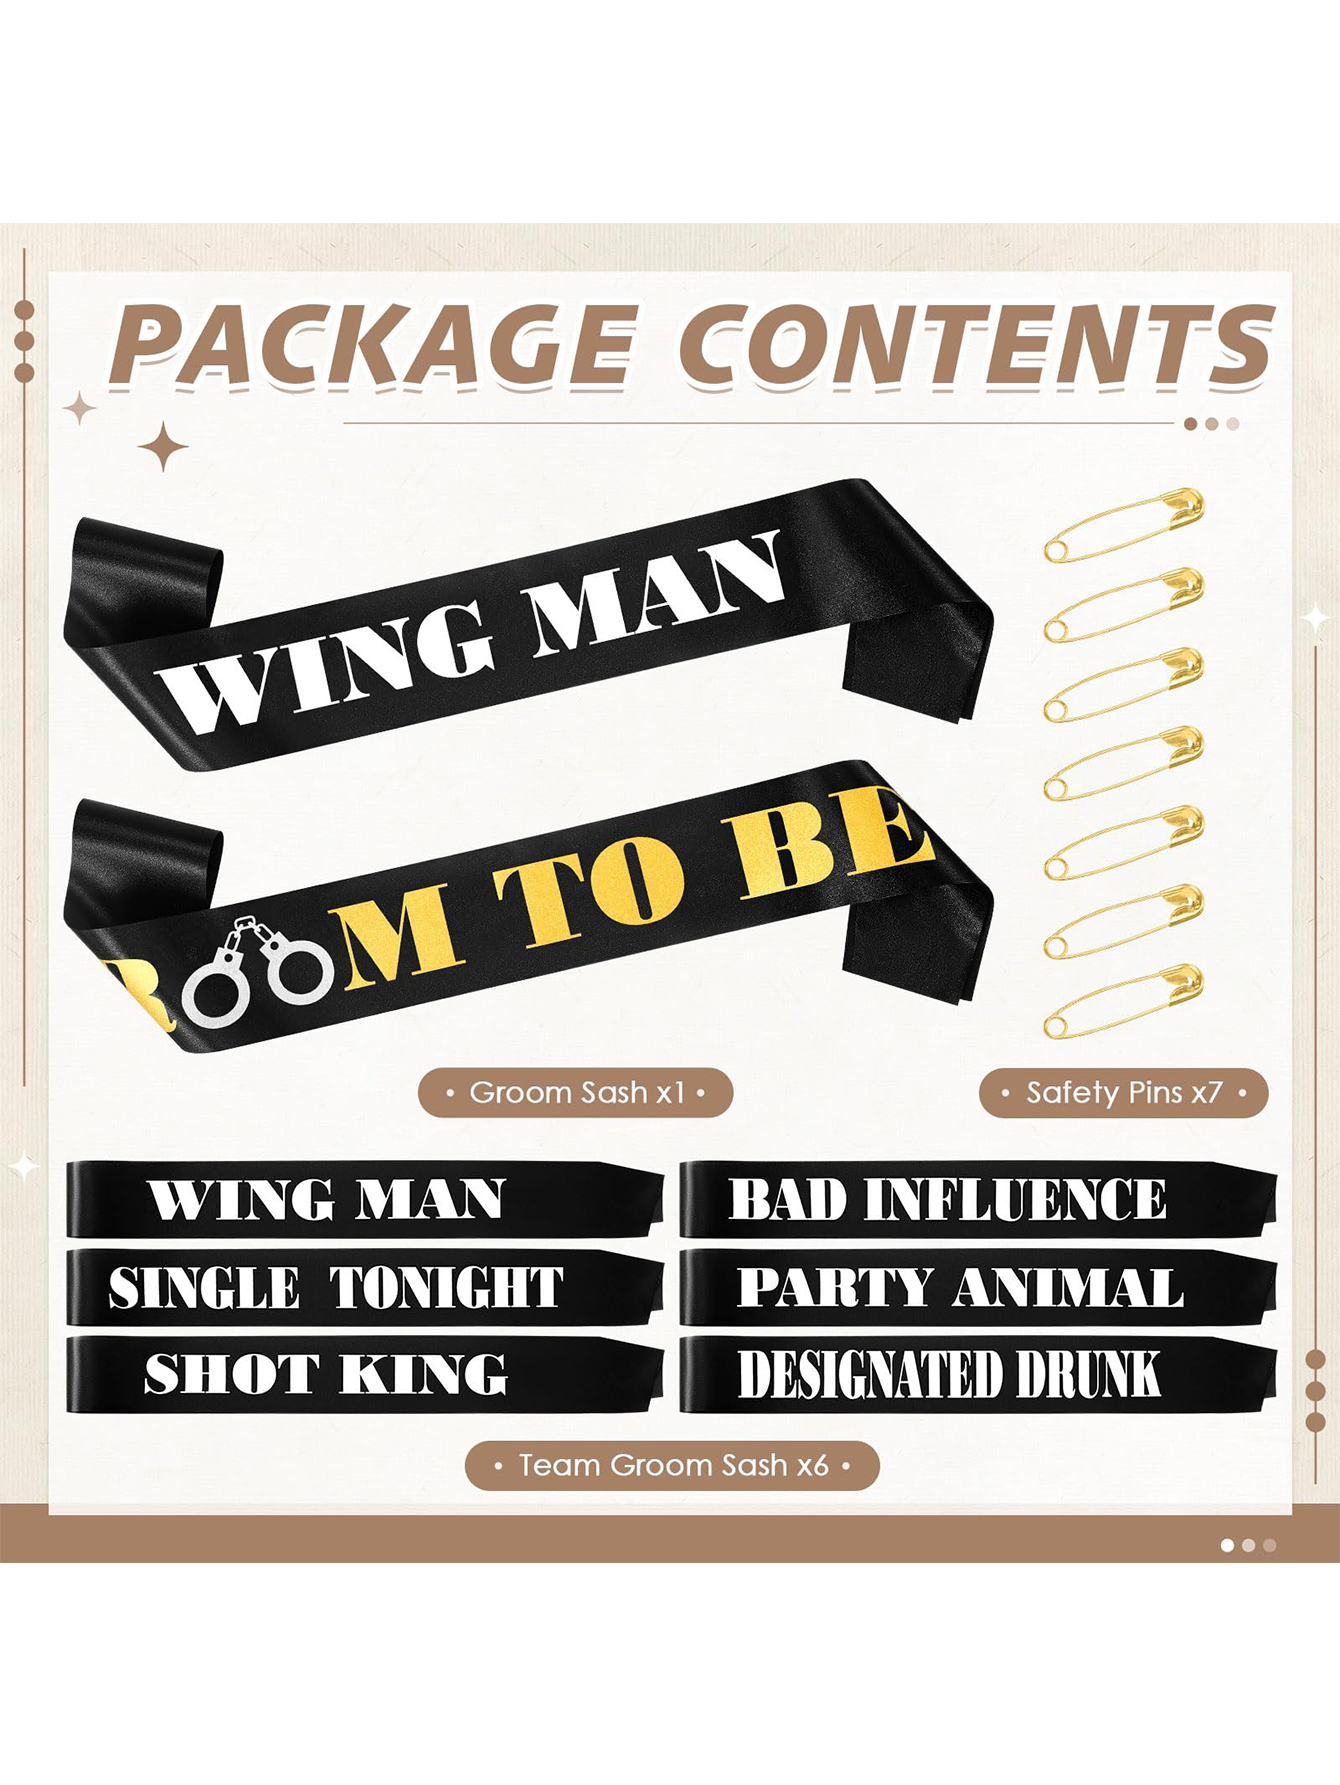 PACKAGE CONTENTS
WING MAN
R M TO BE
• Groom Sash x1 •
• Safety Pins x7 •
WING MAN
BAD INFLUENCE
SINGLE TONIGHT
PARTY ANIMAL
SHOT KING
DESIGNATED DRUNK
• Team Groom Sash x6 •